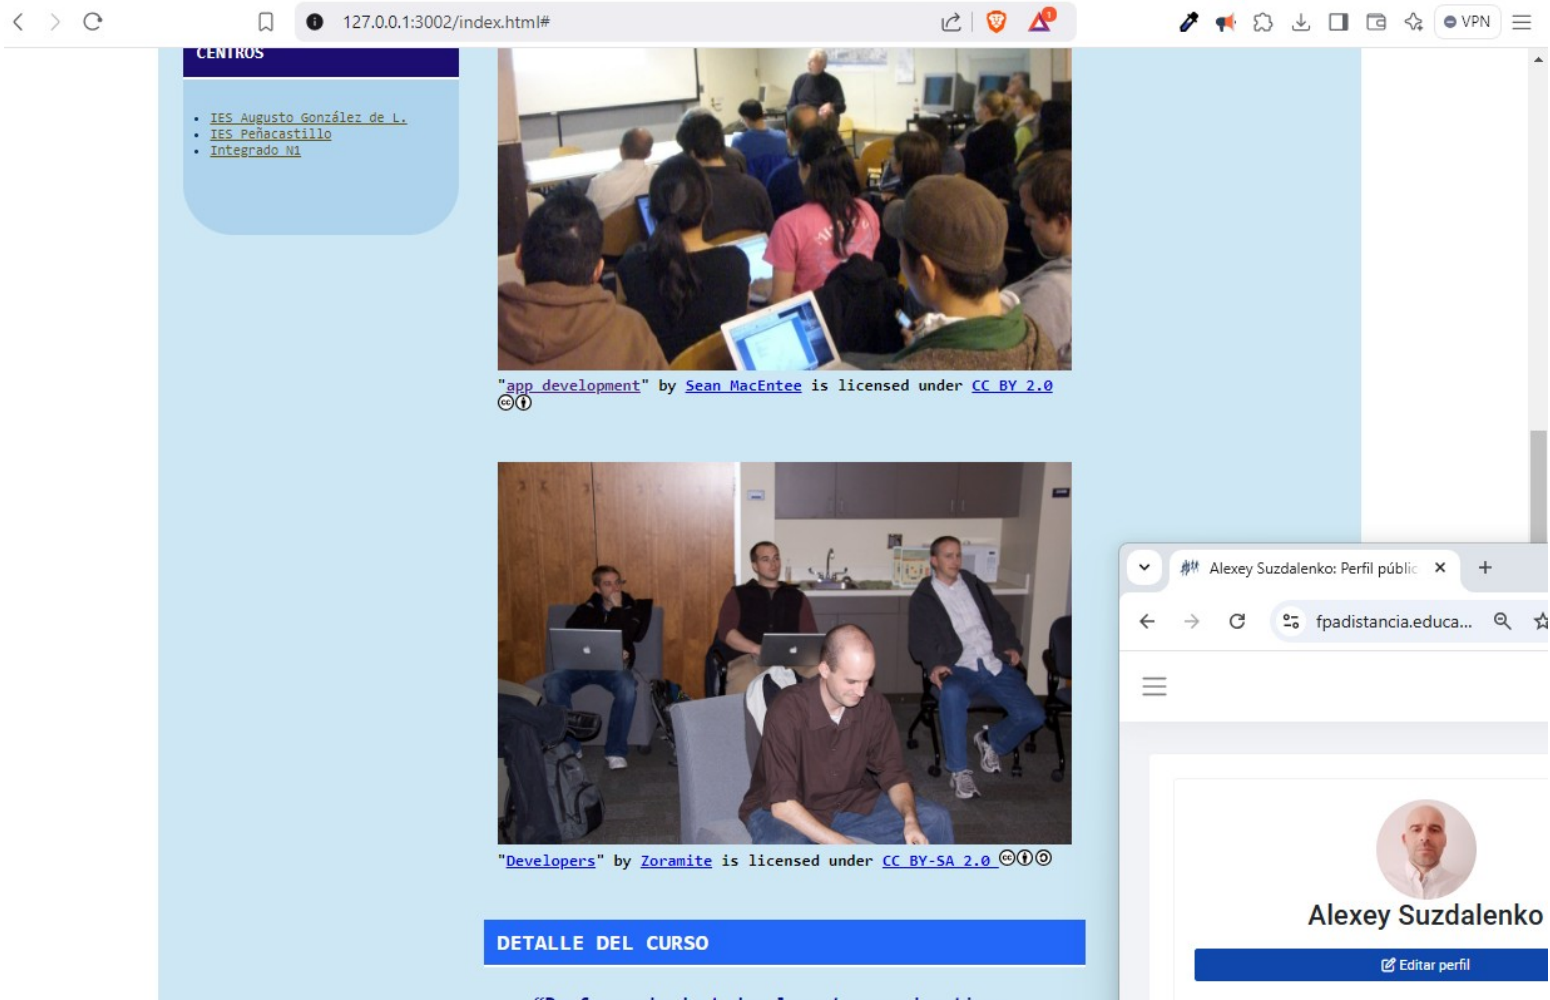 127.0.0.1:3002/index.html#
1
VPN
CENTROS
IES Augusto González de L.
IES Peñacastillo
Integrado N1
"app development" by Sean MacEntee is licensed under CC BY 2.0
"Developers" by Zoramite is licensed under CC BY-SA 2.0
DETALLE DEL CURSO
Alexey Suzdalenko: Perfil públic
fpadistancia.educa...
Alexey Suzdalenko
Editar perfil